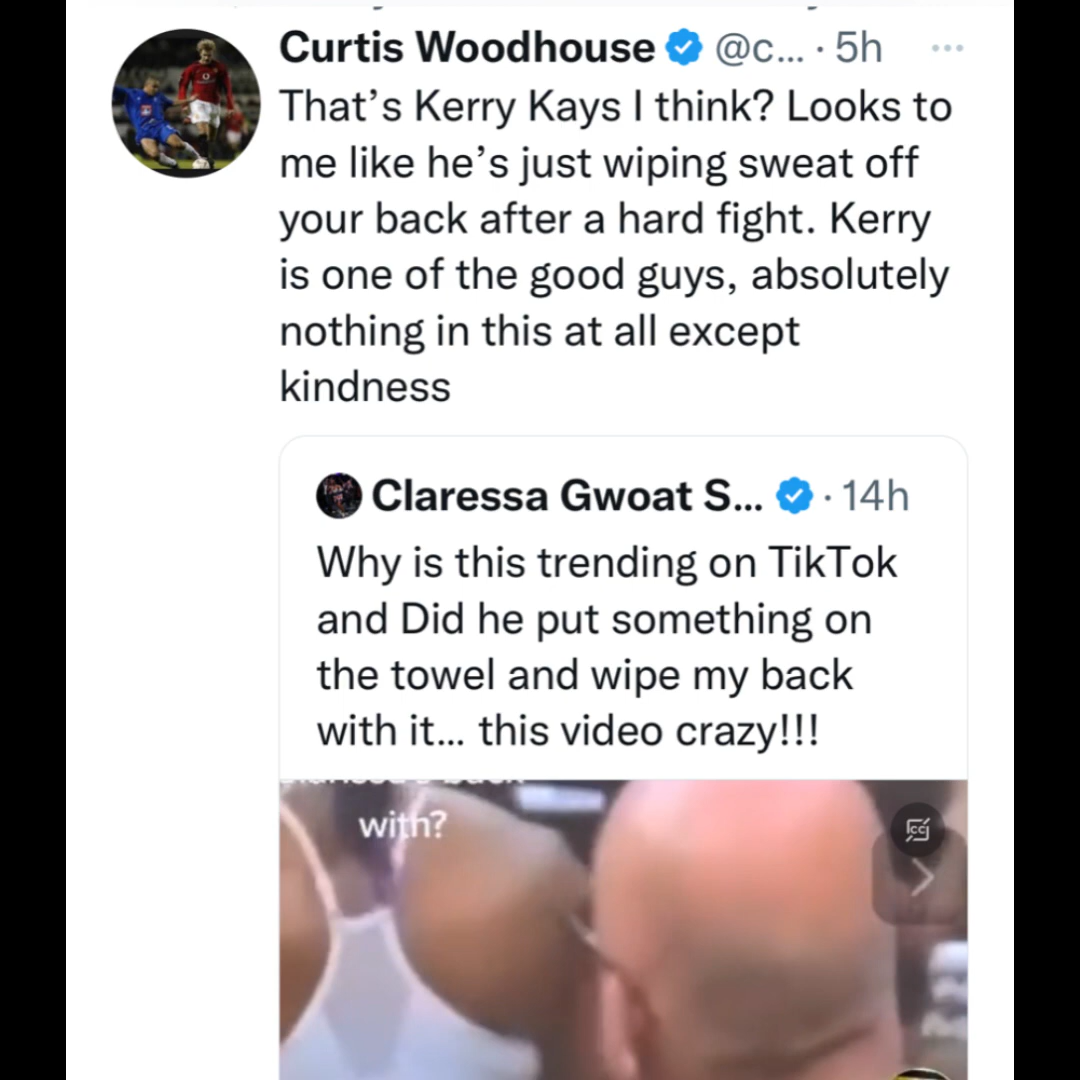 Curtis Woodhouse @c... · 5h
That’s Kerry Kays I think? Looks to
me like he’s just wiping sweat off
your back after a hard fight. Kerry
is one of the good guys, absolutely
nothing in this at all except
kindness
Claressa Gwoat S... · 14h
Why is this trending on TikTok
and Did he put something on
the towel and wipe my back
with it... this video crazy!!!
with?